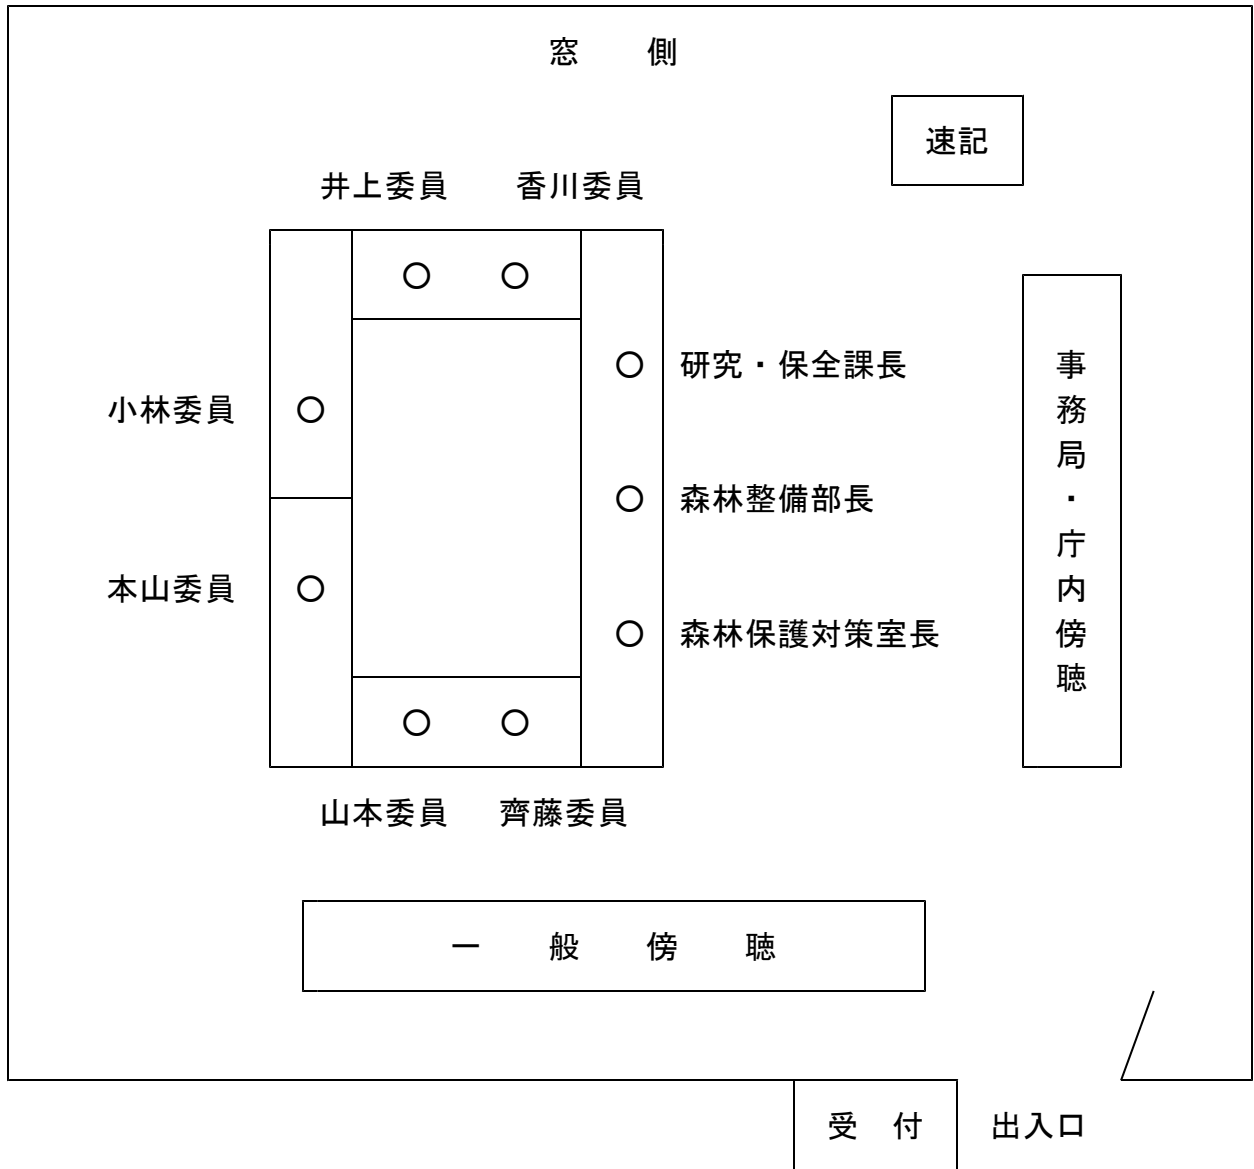 窓　側
速記
井上委員　香川委員
研究・保全課長
小林委員
森林整備部長
本山委員
森林保護対策室長
事務局・庁内傍聴
山本委員　齊藤委員
一　般　傍　聴
受　付　出入口